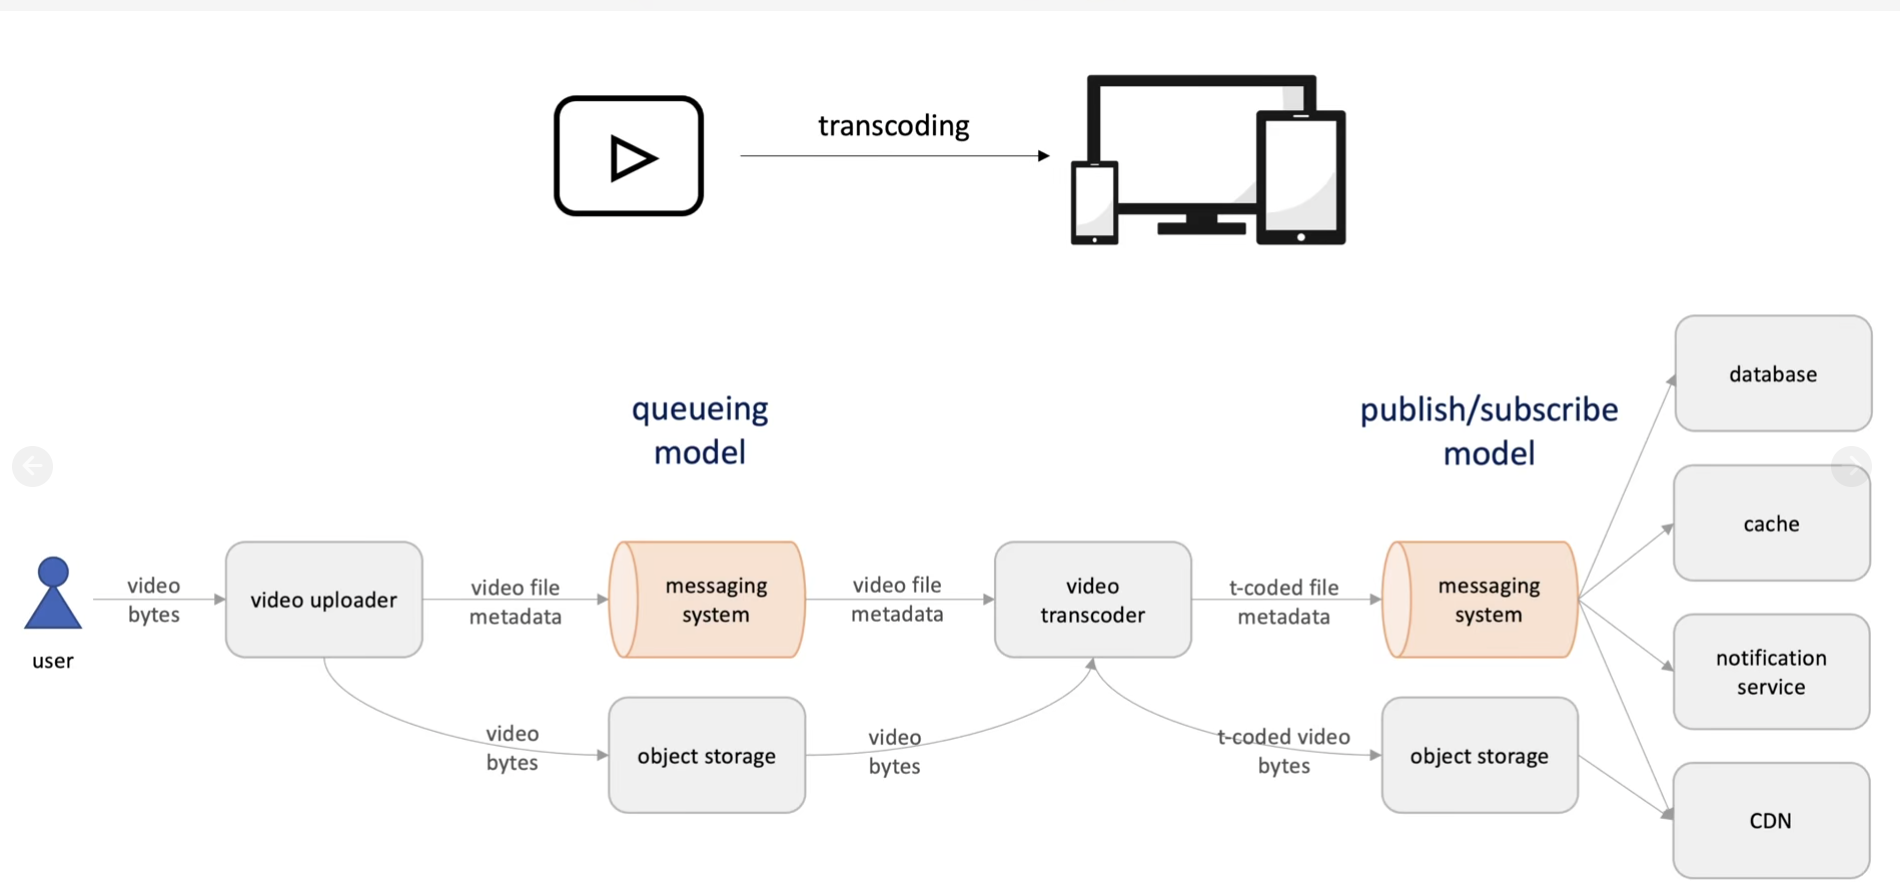 transcoding
queueing
model
publish/subscribe
model
database
cache
notification
service
CDN
user
video
bytes
video uploader
video file
metadata
messaging
system
video file
metadata
video
transcoder
t-coded file
metadata
messaging
system
video
bytes
object storage
video
bytes
t-coded video
bytes
object storage